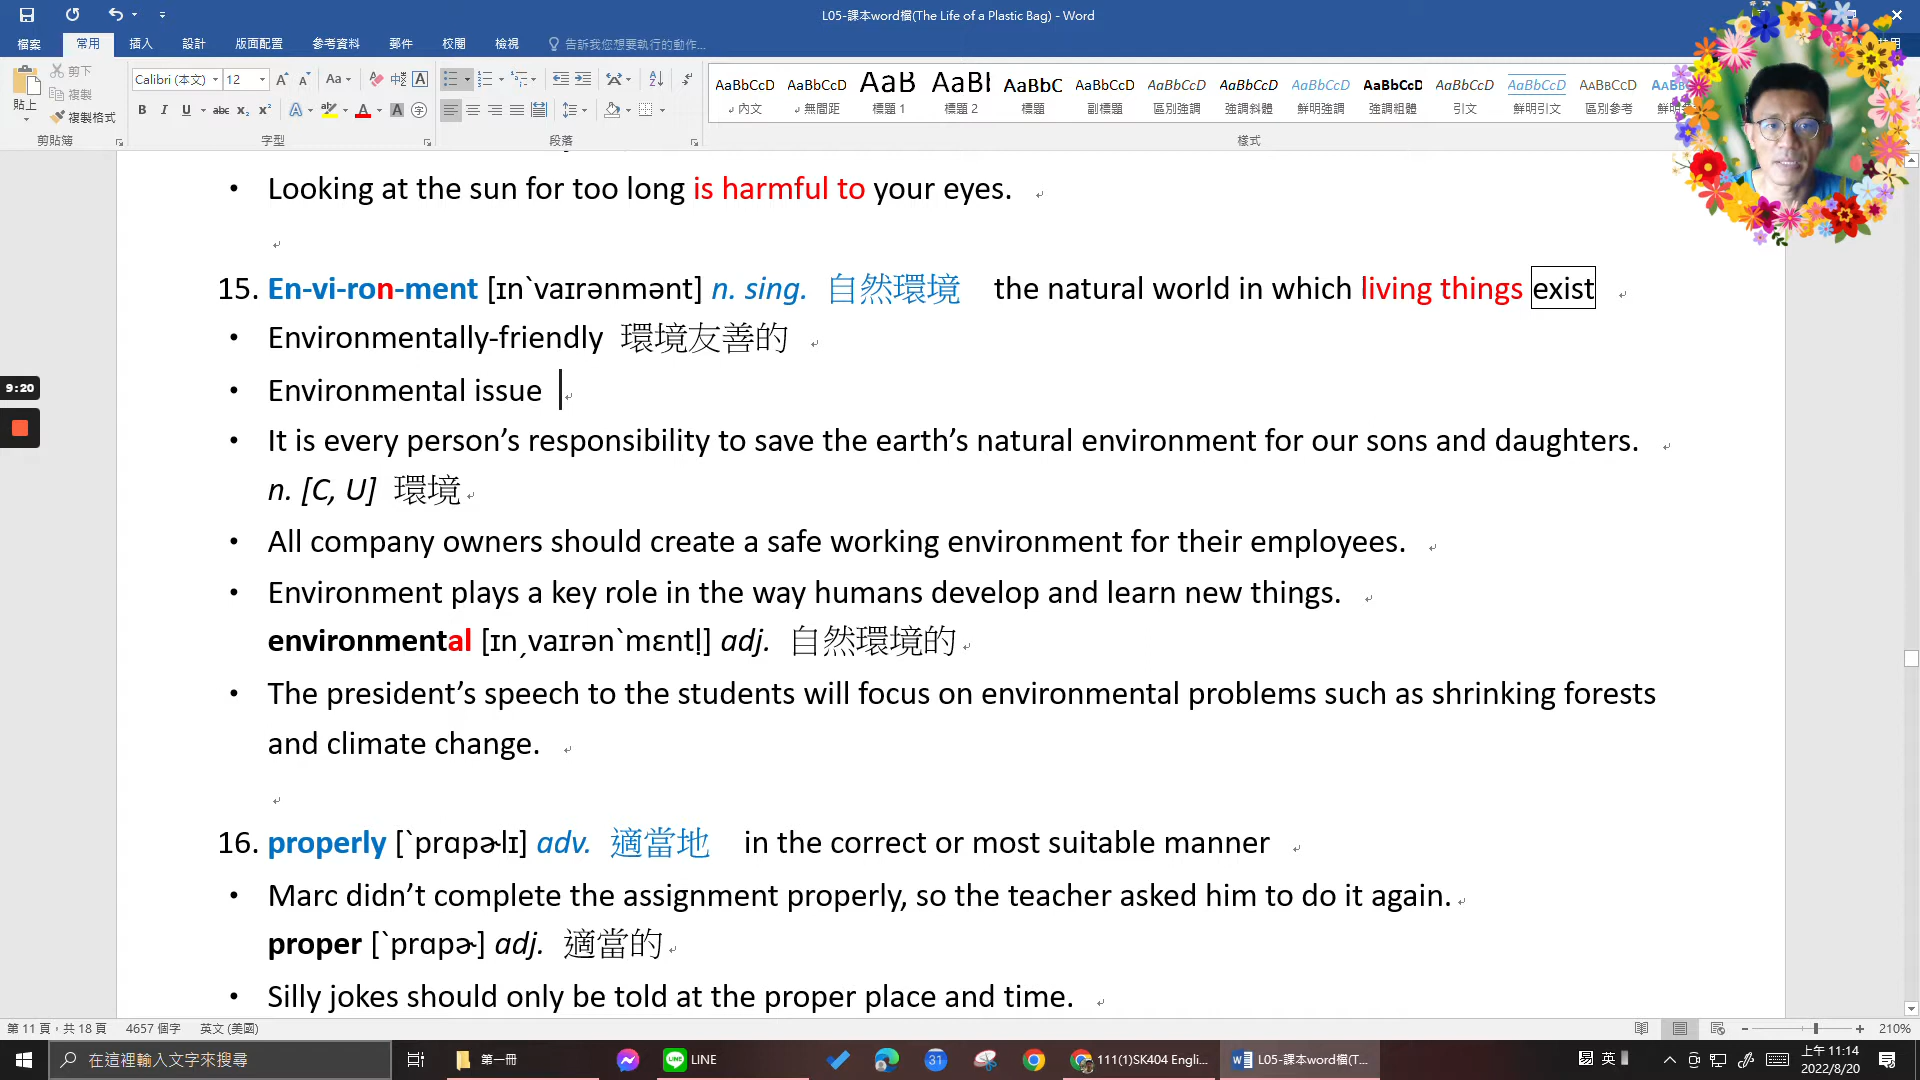 L05-課本word檔(The Life of a Plastic Bag) - Word
檔案 常用 插入 設計 版面配置 參考資料 郵件 校閱 檢視 告訴我您想要執行的動作...
貼上 剪下 複製 複製格式
Calibri (本文) 12
AaBbCcD AaBbCcD AaB AaBl AaBbC AaBbCcD AaBbCcD AaBbCcD AaBbCcD AaBbCcD AaBbCcD AaBbCcD AaBbCcD
內文 無間距 標題 1 標題 2 標題 副標題 區別強調 強調斜體 鮮明強調 強調粗體 引文 鮮明引文 區別參考
剪貼簿 字型 段落 樣式
• Looking at the sun for too long is harmful to your eyes.
15. En-vi-ron-ment [ɪnˋvaɪrənmənt] n. sing. 自然環境 the natural world in which living things exist
• Environmentally-friendly 環境友善的
9:20
• Environmental issue
• It is every person’s responsibility to save the earth’s natural environment for our sons and daughters.
n. [C, U] 環境
• All company owners should create a safe working environment for their employees.
• Environment plays a key role in the way humans develop and learn new things.
environmental [ɪnˏvaɪrənˋmɛntḷ] adj. 自然環境的
• The president’s speech to the students will focus on environmental problems such as shrinking forests
and climate change.
16. properly [ˋprɑpɚlɪ] adv. 適當地 in the correct or most suitable manner
• Marc didn’t complete the assignment properly, so the teacher asked him to do it again.
proper [ˋprɑpɚ] adj. 適當的
• Silly jokes should only be told at the proper place and time.
第 11 頁，共 18 頁 4657 個字 英文 (美國) 210%
在這裡輸入文字來搜尋 第一冊 LINE 31 111(1)SK404 Engli... L05-課本word檔(T... 英 上午 11:14
2022/8/20